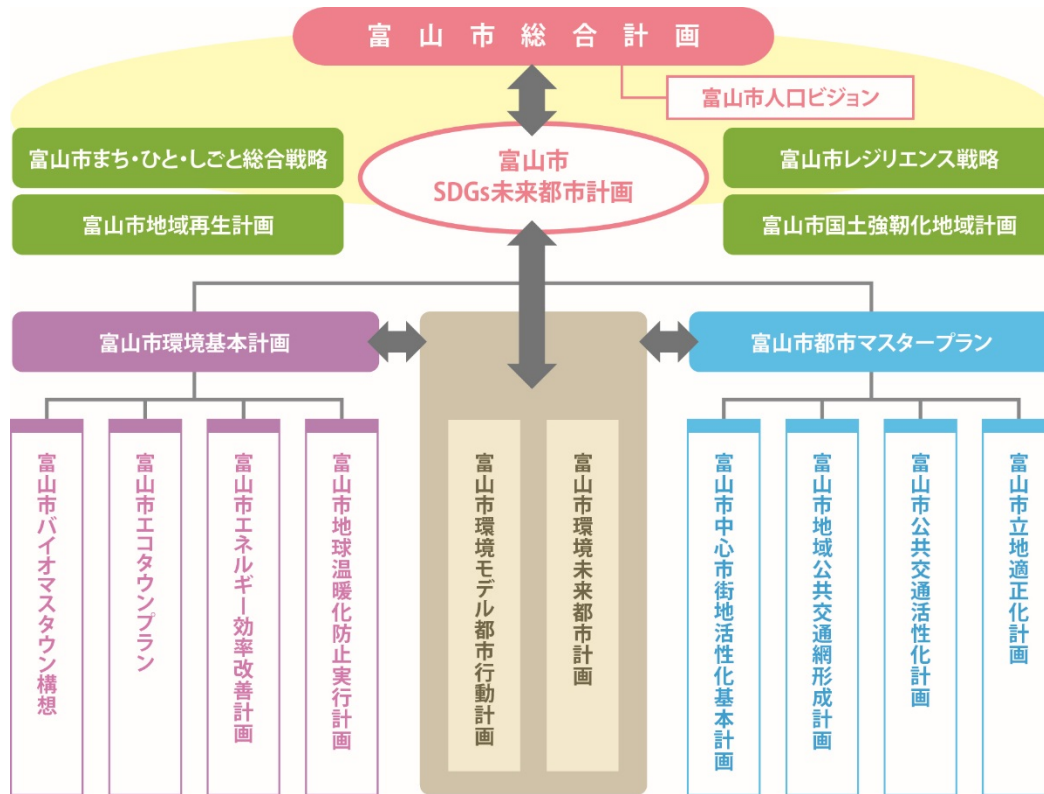 富山市総合計画
富山市人口ビジョン
富山市まち・ひと・しごと総合戦略
富山市地域再生計画
富山市
SDGs未来都市計画
富山市レジリエンス戦略
富山市国土強靭化地域計画
富山市環境基本計画
富山市都市マスタープラン
富山市バイオマスタウン構想
富山市エコタウンプラン
富山市エネルギー効率改善計画
富山市地球温暖化防止実行計画
富山市環境モデル都市行動計画
富山市環境未来都市計画
富山市中心市街地活性化基本計画
富山市地域公共交通網形成計画
富山市公共交通活性化計画
富山市立地適正化計画